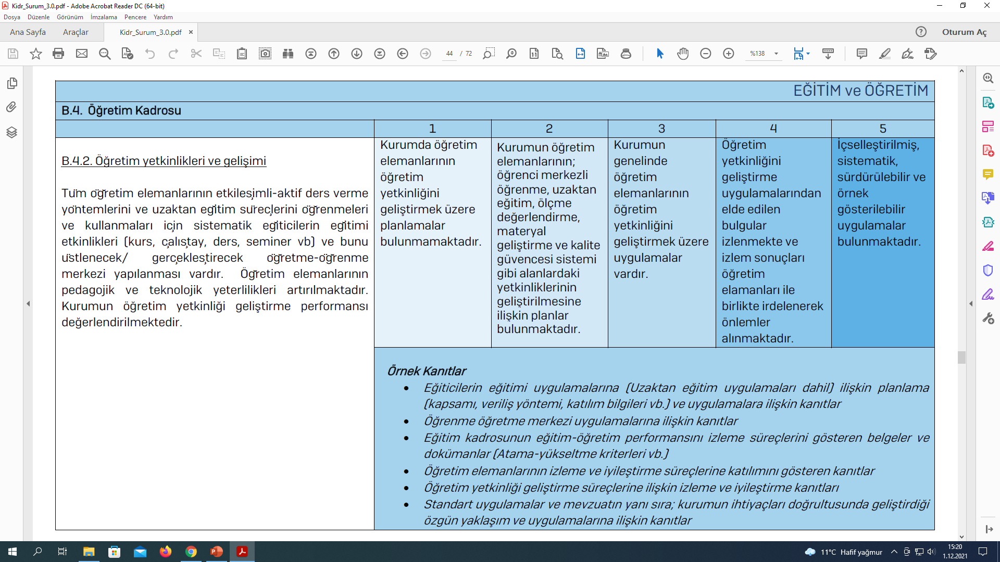 Kidr_Surum_3.0.pdf - Adobe Acrobat Reader DC (64-bit)
Dosya Düzenle Görünüm İmzalama Pencere Yardım
Ana Sayfa Araçlar Kidr_Surum_3.0.pdf × Oturum Aç
44 / 72 %138
EĞİTİM ve ÖĞRETİM
B.4. Öğretim Kadrosu
1 2 3 4 5
B.4.2. Öğretim yetkinlikleri ve gelişimi
Tüm öğretim elemanlarının etkileşimli-aktif ders verme
yöntemlerini ve uzaktan eğitim süreçlerini öğrenmeleri
ve kullanmaları için sistematik eğiticilerin eğitimi
etkinlikleri (kurs, çalıştay, ders, seminer vb) ve bunu
üstlenecek/ gerçekleştirecek öğretme-öğrenme
merkezi yapılanması vardır. Öğretim elemanlarının
pedagojik ve teknolojik yeterlilikleri artırılmaktadır.
Kurumun öğretim yetkinliği geliştirme performansı
değerlendirilmektedir.
Kurumda öğretim
elemanlarının
öğretim
yetkinliğini
geliştirmek üzere
planlamalar
bulunmamaktadır.
Kurumun öğretim
elemanlarının;
öğrenci merkezli
öğrenme, uzaktan
eğitim, ölçme
değerlendirme,
materyal
geliştirme ve kalite
güvencesi sistemi
gibi alanlardaki
yetkinliklerinin
geliştirilmesine
ilişkin planlar
bulunmaktadır.
Kurumun
genelinde
öğretim
elemanlarının
öğretim
yetkinliğini
geliştirmek üzere
uygulamalar
vardır.
Öğretim
yetkinliğini
geliştirme
uygulamalarından
elde edilen
bulgular
izlenmekte ve
izlem sonuçları
öğretim
elamanları ile
birlikte irdelenerek
önlemler
alınmaktadır.
İçselleştirilmiş,
sistematik,
sürdürülebilir ve
örnek
gösterilebilir
uygulamalar
bulunmaktadır.
Örnek Kanıtlar
• Eğiticilerin eğitimi uygulamalarına (Uzaktan eğitim uygulamaları dahil) ilişkin planlama
(kapsamı, veriliş yöntemi, katılım bilgileri vb.) ve uygulamalara ilişkin kanıtlar
• Öğrenme öğretme merkezi uygulamalarına ilişkin kanıtlar
• Eğitim kadrosunun eğitim-öğretim performansını izleme süreçlerini gösteren belgeler ve
dokümanlar (Atama-yükseltme kriterleri vb.)
• Öğretim elemanlarının izleme ve iyileştirme süreçlerine katılımını gösteren kanıtlar
• Öğretim yetkinliği geliştirme süreçlerine ilişkin izleme ve iyileştirme kanıtları
• Standart uygulamalar ve mevzuatın yanı sıra; kurumun ihtiyaçları doğrultusunda geliştirdiği
özgün yaklaşım ve uygulamalarına ilişkin kanıtlar
11°C Hafif yağmur
15:20
1.12.2021